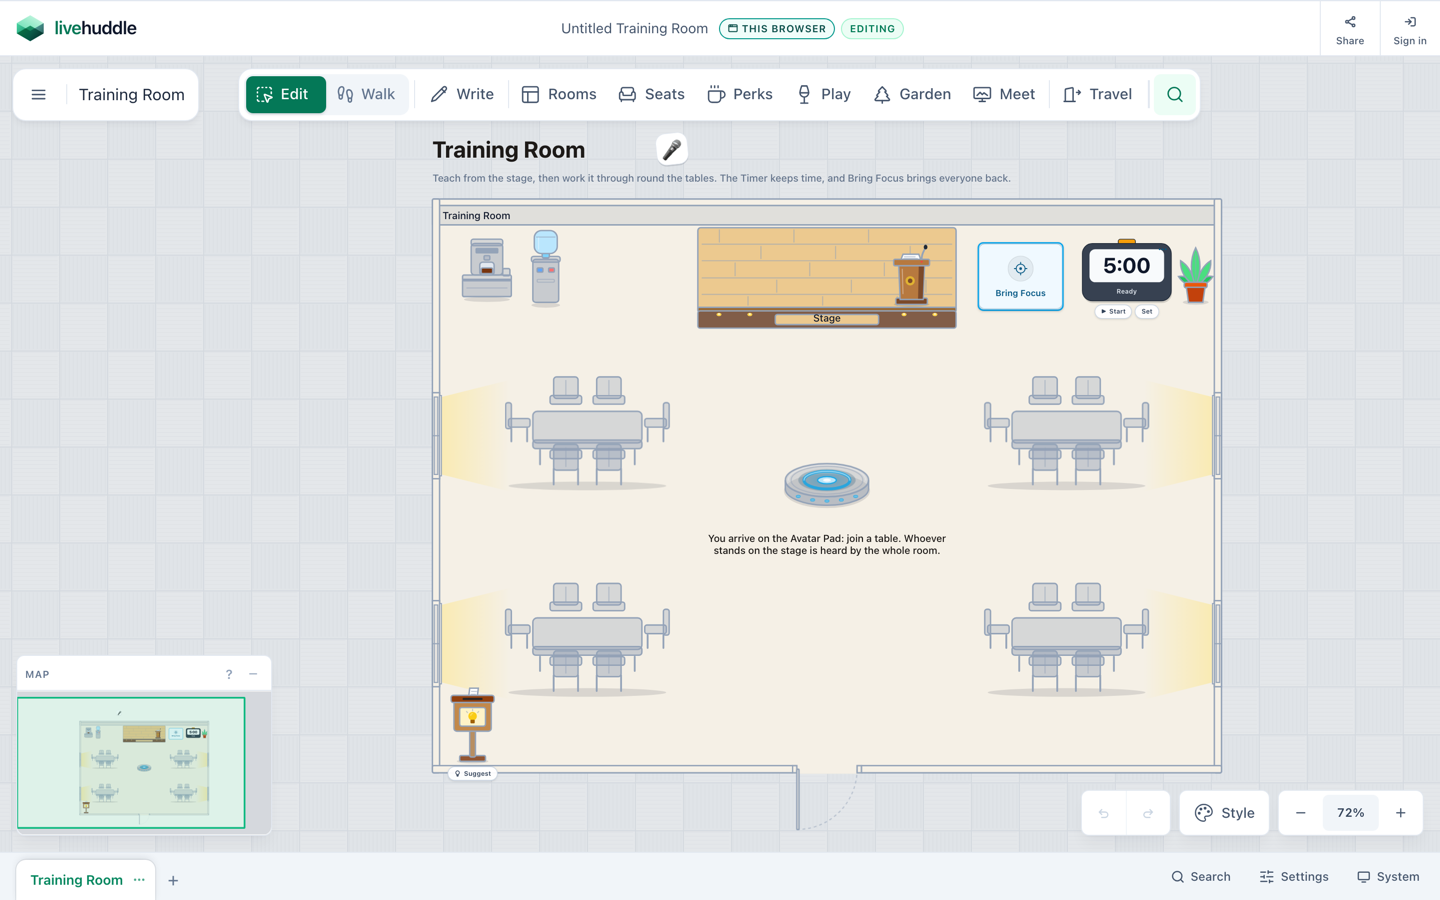 livehuddle
Untitled Training Room
THIS BROWSER
EDITING
Share
Sign in
Training Room
Edit
Walk
Write
Rooms
Seats
Perks
Play
Garden
Meet
Travel
Training Room
Teach from the stage, then work it through round the tables. The Timer keeps time, and Bring Focus brings everyone back.
Training Room
Stage
Bring Focus
5:00
Ready
Start
Set
You arrive on the Avatar Pad: join a table. Whoever
stands on the stage is heard by the whole room.
Suggest
MAP
?
Style
72%
Training Room
Search
Settings
System